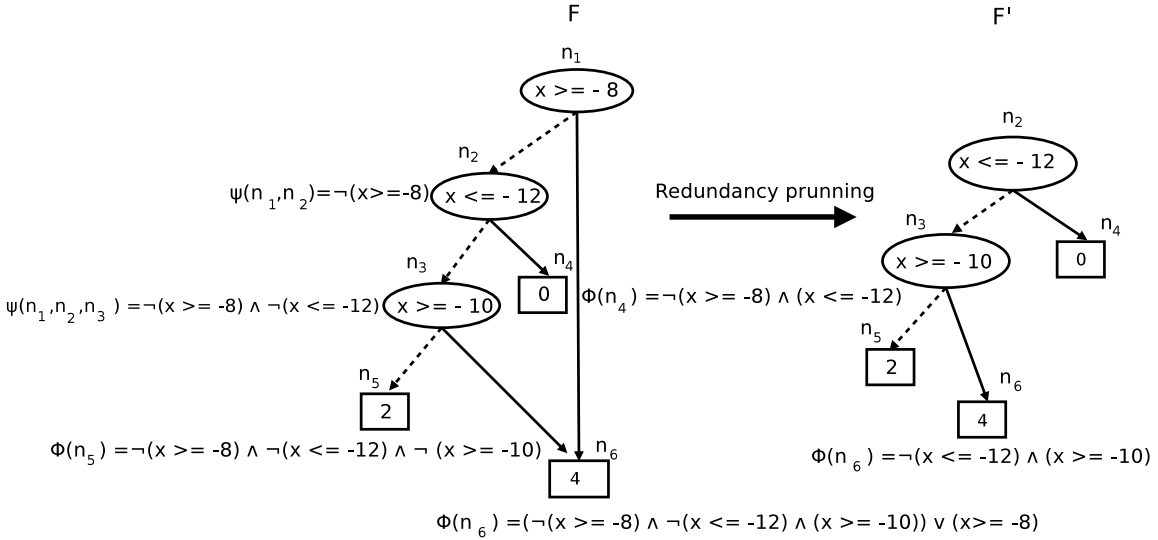 F
F'
n1
x >= - 8
n2
n2
ψ(n1,n2)=¬(x>=-8)
x <= - 12
Redundancy prunning
x <= - 12
n3
n4
n3
n4
ψ(n1,n2,n3) =¬(x >= -8) ∧ ¬(x <= -12)
x >= - 10
0
Φ(n4) =¬(x >= -8) ∧ (x <= -12)
x >= - 10
0
n5
2
n5
2
n6
4
Φ(n5) =¬(x >= -8) ∧ ¬(x <= -12) ∧ ¬ (x >= -10)
n6
4
Φ(n6) =¬(x <= -12) ∧ (x >= -10)
Φ(n6) =(¬(x >= -8) ∧ ¬(x <= -12) ∧ (x >= -10)) ∨ (x>= -8)